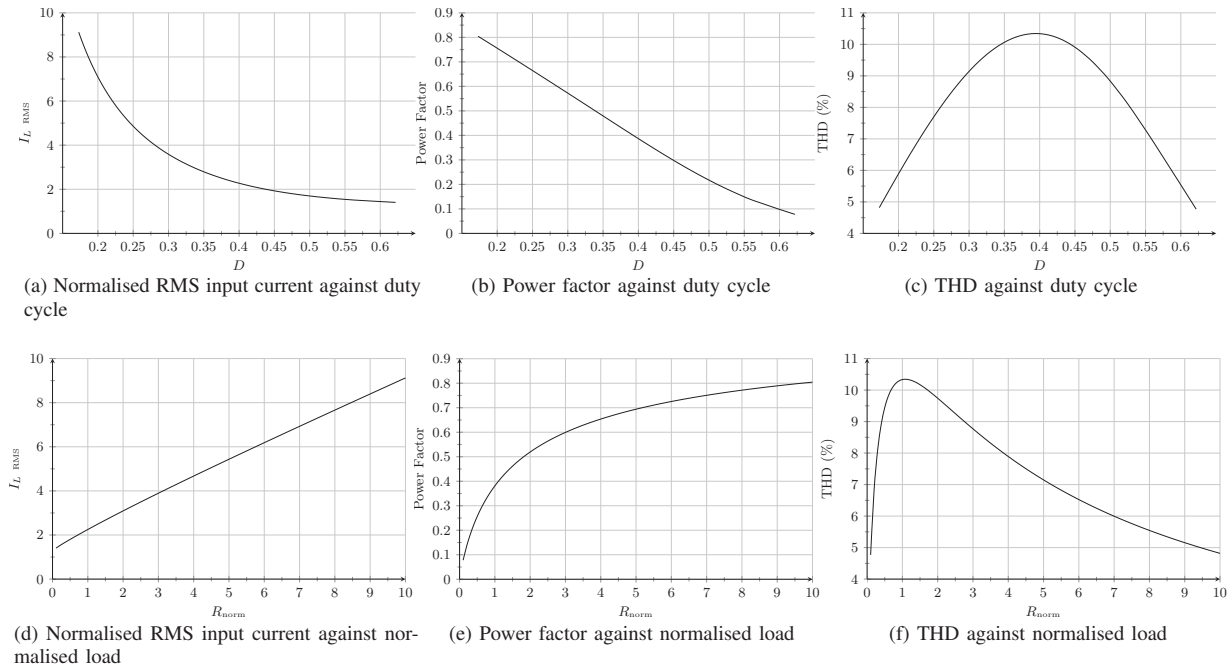 10
8
6
4
2
0
I_L RMS
0.2 0.25 0.3 0.35 0.4 0.45 0.5 0.55 0.6
D
(a) Normalised RMS input current against duty
cycle
0.9
0.8
0.7
0.6
0.5
0.4
0.3
0.2
0.1
0
Power Factor
0.2 0.25 0.3 0.35 0.4 0.45 0.5 0.55 0.6
D
(b) Power factor against duty cycle
11
10
9
8
7
6
5
4
THD (%)
0.2 0.25 0.3 0.35 0.4 0.45 0.5 0.55 0.6
D
(c) THD against duty cycle
10
8
6
4
2
0
I_L RMS
0 1 2 3 4 5 6 7 8 9 10
R_norm
(d) Normalised RMS input current against nor-
malised load
0.9
0.8
0.7
0.6
0.5
0.4
0.3
0.2
0.1
0
Power Factor
0 1 2 3 4 5 6 7 8 9 10
R_norm
(e) Power factor against normalised load
11
10
9
8
7
6
5
4
THD (%)
0 1 2 3 4 5 6 7 8 9 10
R_norm
(f) THD against normalised load